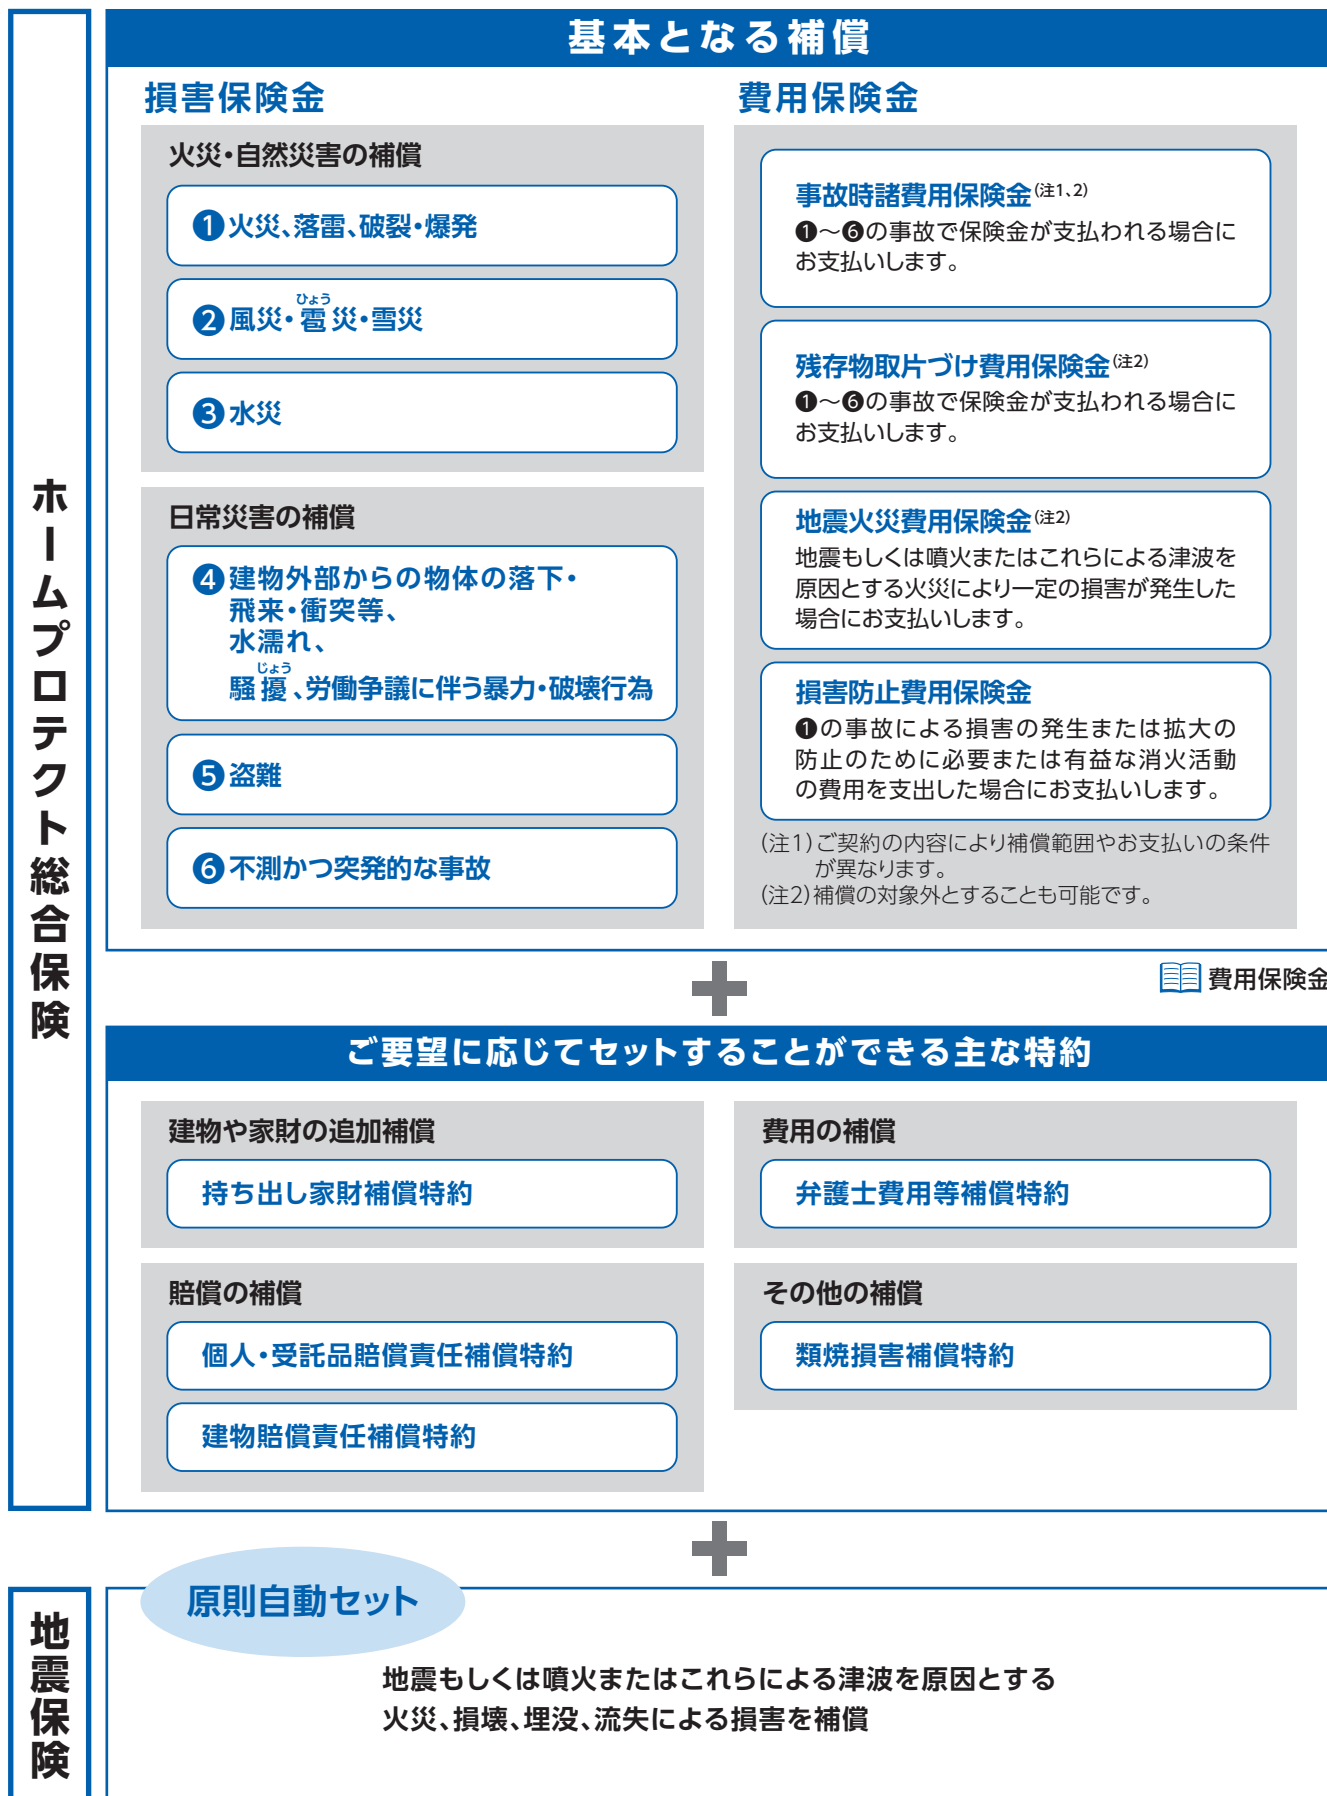 ホームプロテクト総合保険
基本となる補償
損害保険金
火災・自然災害の補償
❶火災、落雷、破裂・爆発
ひょう
❷風災・雹災・雪災
❸水災
日常災害の補償
❹建物外部からの物体の落下・
飛来・衝突等、
水濡れ、
じょう
騒擾、労働争議に伴う暴力・破壊行為
❺盗難
❻不測かつ突発的な事故
費用保険金
事故時諸費用保険金(注1、2)
❶～❻の事故で保険金が支払われる場合に
お支払いします。
残存物取片づけ費用保険金(注2)
❶～❻の事故で保険金が支払われる場合に
お支払いします。
地震火災費用保険金(注2)
地震もしくは噴火またはこれらによる津波を
原因とする火災により一定の損害が発生した
場合にお支払いします。
損害防止費用保険金
❶の事故による損害の発生または拡大の
防止のために必要または有益な消火活動
の費用を支出した場合にお支払いします。
(注1)ご契約の内容により補償範囲やお支払いの条件
が異なります。
(注2)補償の対象外とすることも可能です。
費用保険金
ご要望に応じてセットすることができる主な特約
建物や家財の追加補償
持ち出し家財補償特約
費用の補償
弁護士費用等補償特約
賠償の補償
個人・受託品賠償責任補償特約
建物賠償責任補償特約
その他の補償
類焼損害補償特約
地震保険
原則自動セット
地震もしくは噴火またはこれらによる津波を原因とする
火災、損壊、埋没、流失による損害を補償